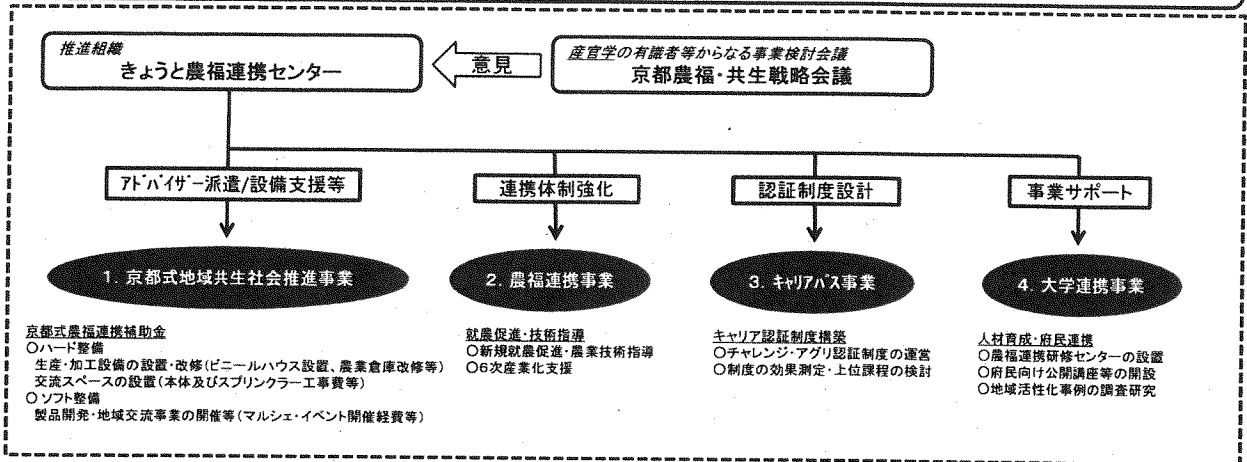 推進組織
きょうと農福連携センター
意見
産官学の有識者等からなる事業検討会議
京都農福・共生戦略会議
ｱﾄﾞﾊﾞｲｻﾞｰ派遣/設備支援等
連携体制強化
認証制度設計
事業サポート
1. 京都式地域共生社会推進事業
2. 農福連携事業
3. ｷｬﾘｱﾊﾟｽ事業
4. 大学連携事業
京都式農福連携補助金
○ハード整備
生産・加工設備の設置・改修(ビニールハウス設置、農業倉庫改修等)
交流スペースの設置(本体及びスプリンクラー工事費等)
○ソフト整備
製品開発・地域交流事業の開催等(マルシェ・イベント開催経費等)
就農促進・技術指導
○新規就農促進・農業技術指導
○6次産業化支援
キャリア認証制度構築
○チャレンジ・アグリ認証制度の運営
○制度の効果測定・上位課程の検討
人材育成・府民連携
○農福連携研修センターの設置
○府民向け公開講座等の開設
○地域活性化事例の調査研究